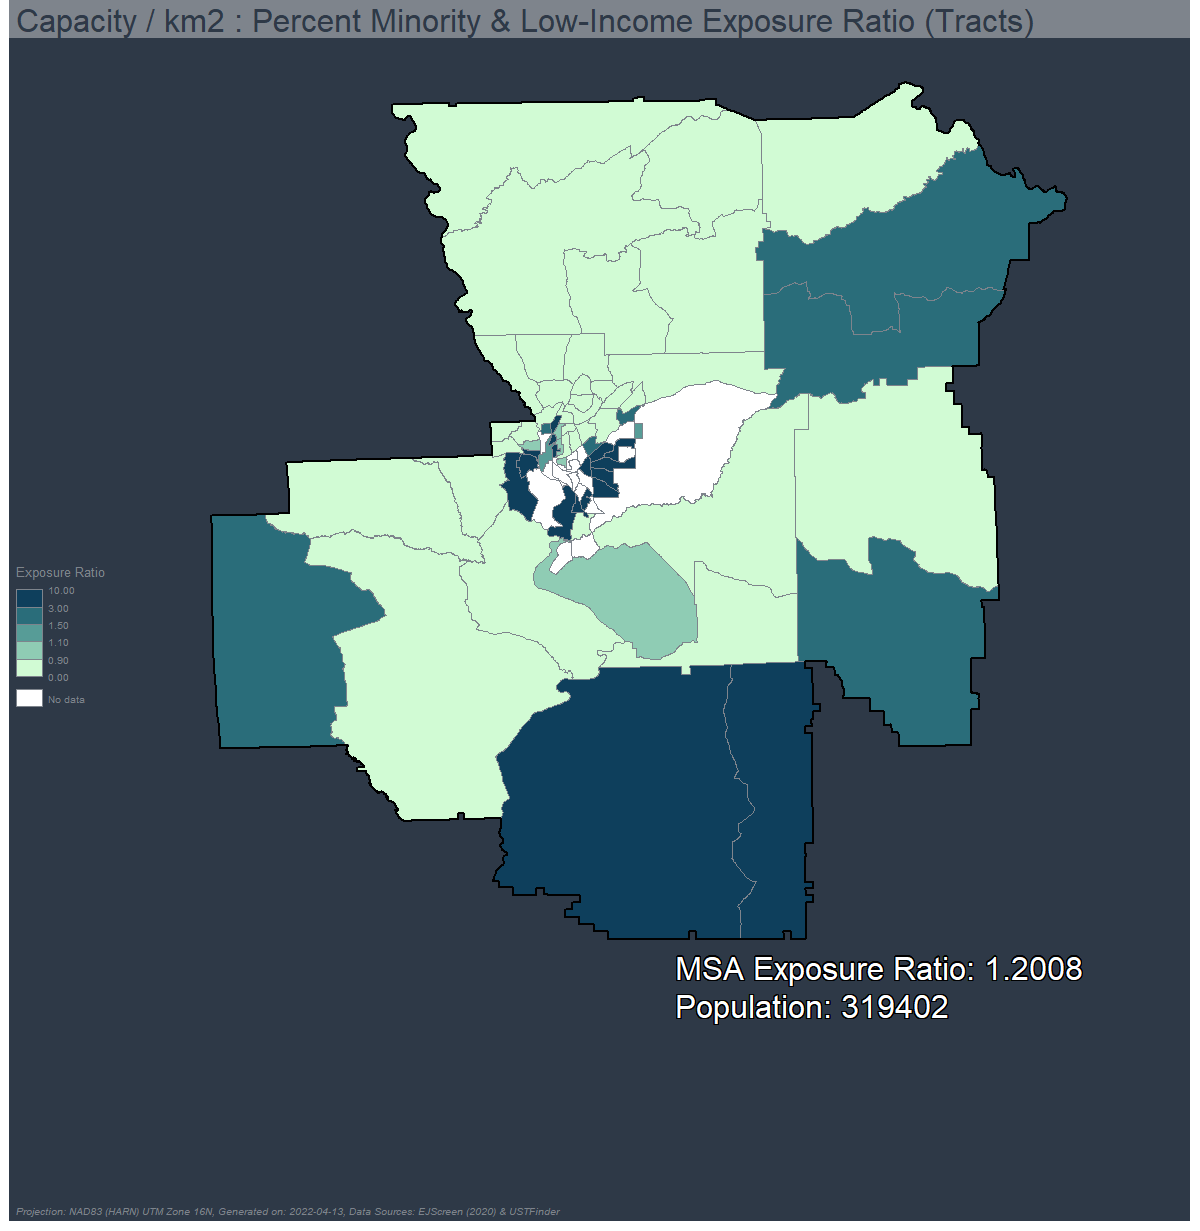 Capacity / km2 : Percent Minority & Low-Income Exposure Ratio (Tracts)
Exposure Ratio
10.00
3.00
1.50
1.10
0.90
0.00
No data
MSA Exposure Ratio: 1.2008
Population: 319402
Projection: NAD83 (HARN) UTM Zone 16N, Generated on: 2022-04-13, Data Sources: EJScreen (2020) & USTFinder